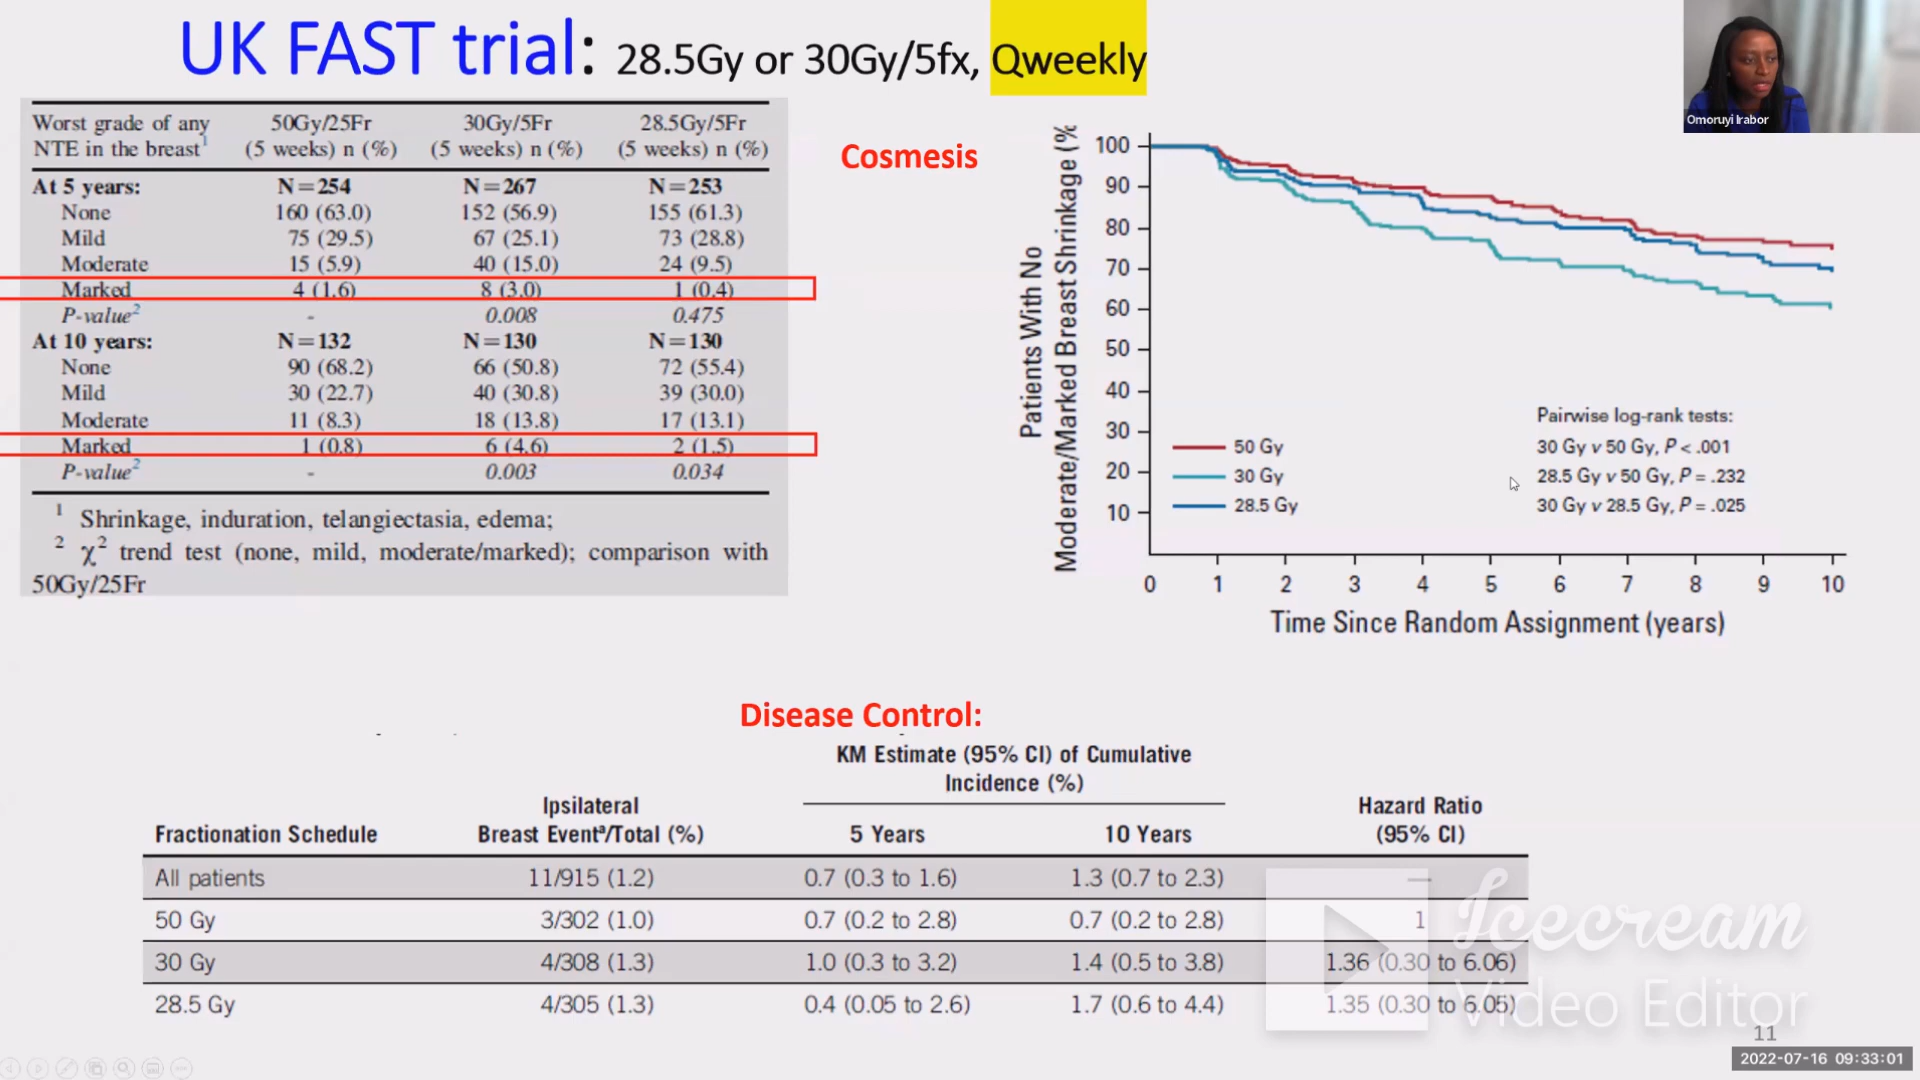 UK FAST trial: 28.5Gy or 30Gy/5fx, Qweekly
Omoruyi Irabor
Worst grade of any NTE in the breast¹ 50Gy/25Fr (5 weeks) n (%) 30Gy/5Fr (5 weeks) n (%) 28.5Gy/5Fr (5 weeks) n (%)
At 5 years: N=254 N=267 N=253
None 160 (63.0) 152 (56.9) 155 (61.3)
Mild 75 (29.5) 67 (25.1) 73 (28.8)
Moderate 15 (5.9) 40 (15.0) 24 (9.5)
Marked 4 (1.6) 8 (3.0) 1 (0.4)
P-value² - 0.008 0.475
At 10 years: N=132 N=130 N=130
None 90 (68.2) 66 (50.8) 72 (55.4)
Mild 30 (22.7) 40 (30.8) 39 (30.0)
Moderate 11 (8.3) 18 (13.8) 17 (13.1)
Marked 1 (0.8) 6 (4.6) 2 (1.5)
P-value² - 0.003 0.034
¹ Shrinkage, induration, telangiectasia, edema;
² χ² trend test (none, mild, moderate/marked); comparison with
50Gy/25Fr
Cosmesis
Patients With No
Moderate/Marked Breast Shrinkage (%
100
90
80
70
60
50
40
30
20
10
50 Gy
30 Gy
28.5 Gy
Pairwise log-rank tests:
30 Gy v 50 Gy, P < .001
28.5 Gy v 50 Gy, P = .232
30 Gy v 28.5 Gy, P = .025
0 1 2 3 4 5 6 7 8 9 10
Time Since Random Assignment (years)
Disease Control:
KM Estimate (95% CI) of Cumulative
Incidence (%)
Fractionation Schedule Ipsilateral Breast Eventª/Total (%) 5 Years 10 Years Hazard Ratio (95% CI)
All patients 11/915 (1.2) 0.7 (0.3 to 1.6) 1.3 (0.7 to 2.3) —
50 Gy 3/302 (1.0) 0.7 (0.2 to 2.8) 0.7 (0.2 to 2.8) 1
30 Gy 4/308 (1.3) 1.0 (0.3 to 3.2) 1.4 (0.5 to 3.8) 1.36 (0.30 to 6.06)
28.5 Gy 4/305 (1.3) 0.4 (0.05 to 2.6) 1.7 (0.6 to 4.4) 1.35 (0.30 to 6.05)
Icecream
Video Editor
11
2022-07-16 09:33:01